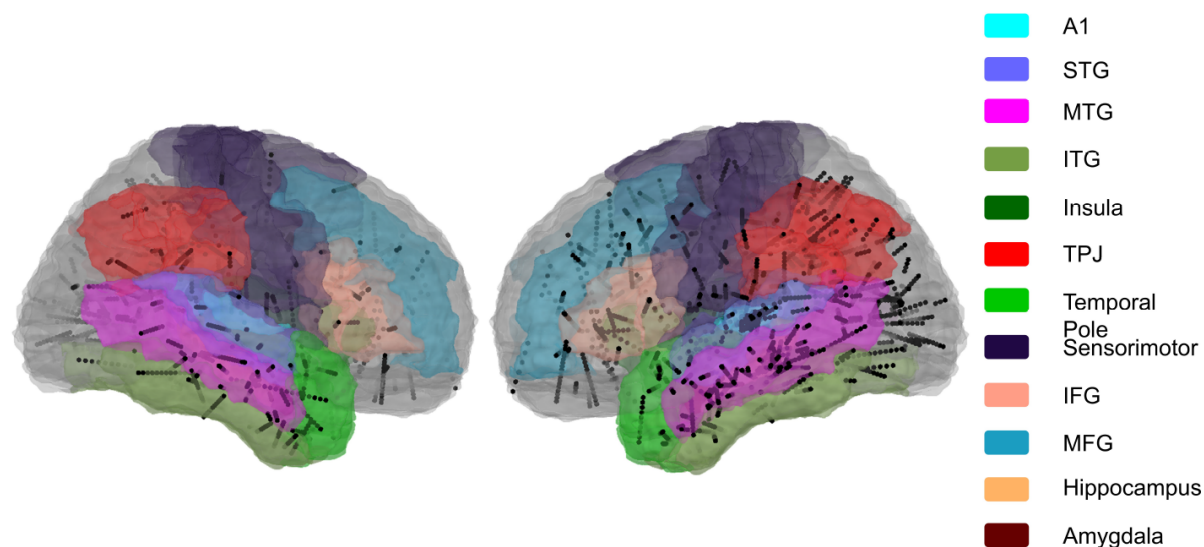 A1
STG
MTG
ITG
Insula
TPJ
Temporal
Pole
Sensorimotor
IFG
MFG
Hippocampus
Amygdala